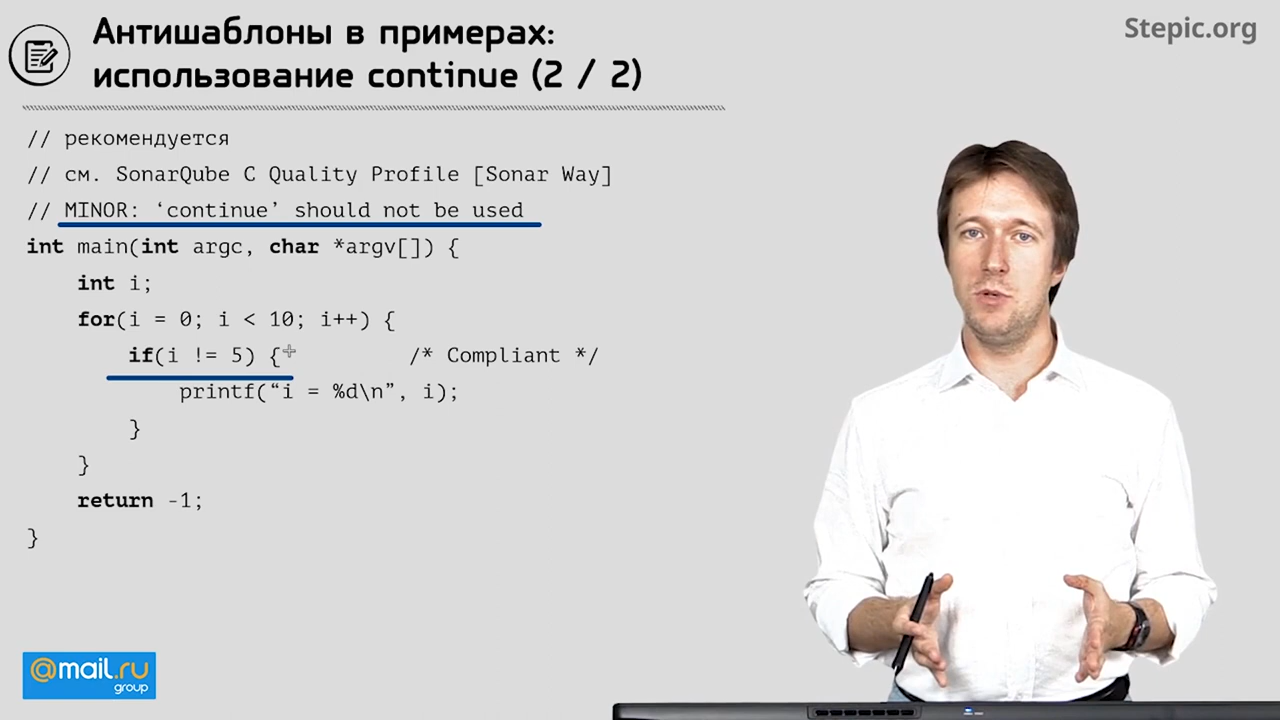 Антишаблоны в примерах:
использование continue (2 / 2)
Stepic.org
// рекомендуется
// см. SonarQube C Quality Profile [Sonar Way]
// MINOR: ‘continue’ should not be used
int main(int argc, char *argv[]) {
int i;
for(i = 0; i < 10; i++) {
if(i != 5) { /* Compliant */
printf(“i = %d\n”, i);
}
}
return -1;
}
@mail.ru
group